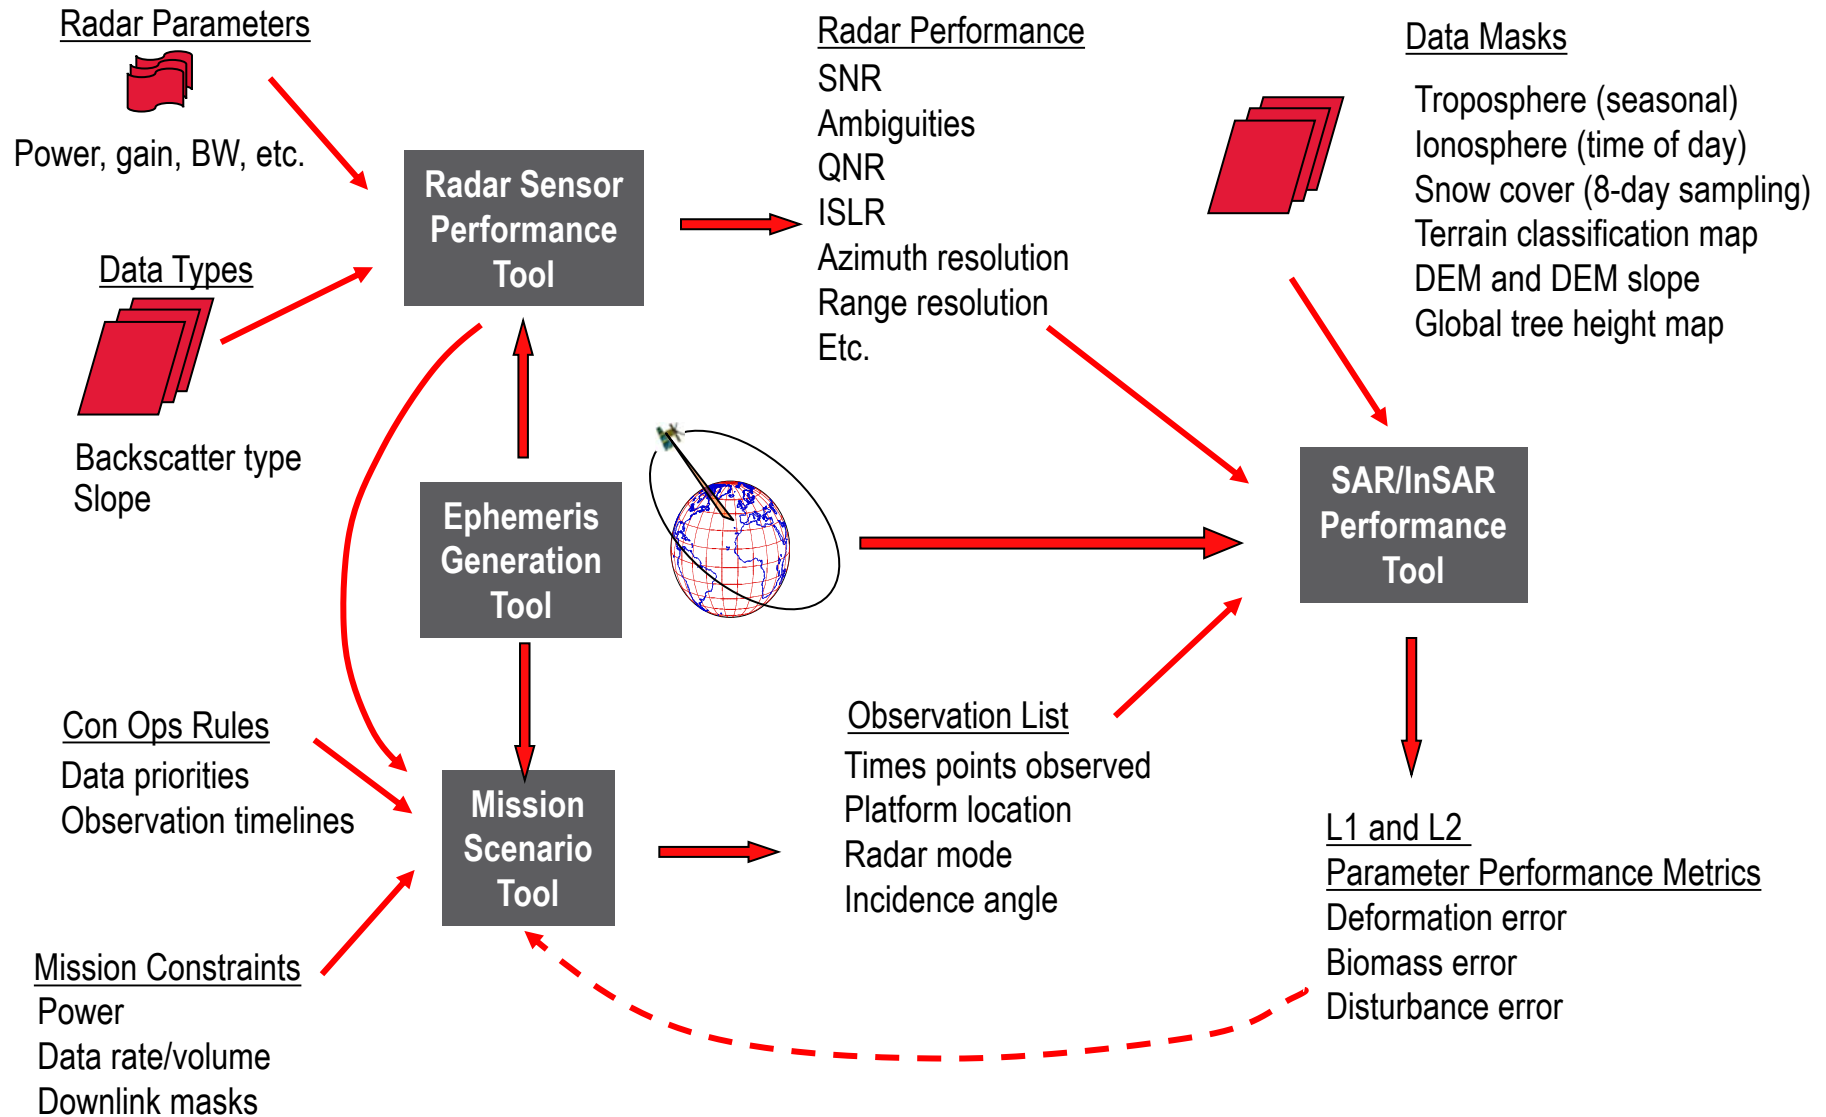 Radar Parameters
Power, gain, BW, etc.
Data Types
Backscatter type
Slope
Radar Sensor
Performance
Tool
Radar Performance
SNR
Ambiguities
QNR
ISLR
Azimuth resolution
Range resolution
Etc.
Data Masks
Troposphere (seasonal)
Ionosphere (time of day)
Snow cover (8-day sampling)
Terrain classification map
DEM and DEM slope
Global tree height map
Ephemeris
Generation
Tool
SAR/InSAR
Performance
Tool
Con Ops Rules
Data priorities
Observation timelines
Mission Constraints
Power
Data rate/volume
Downlink masks
Mission
Scenario
Tool
Observation List
Times points observed
Platform location
Radar mode
Incidence angle
L1 and L2
Parameter Performance Metrics
Deformation error
Biomass error
Disturbance error